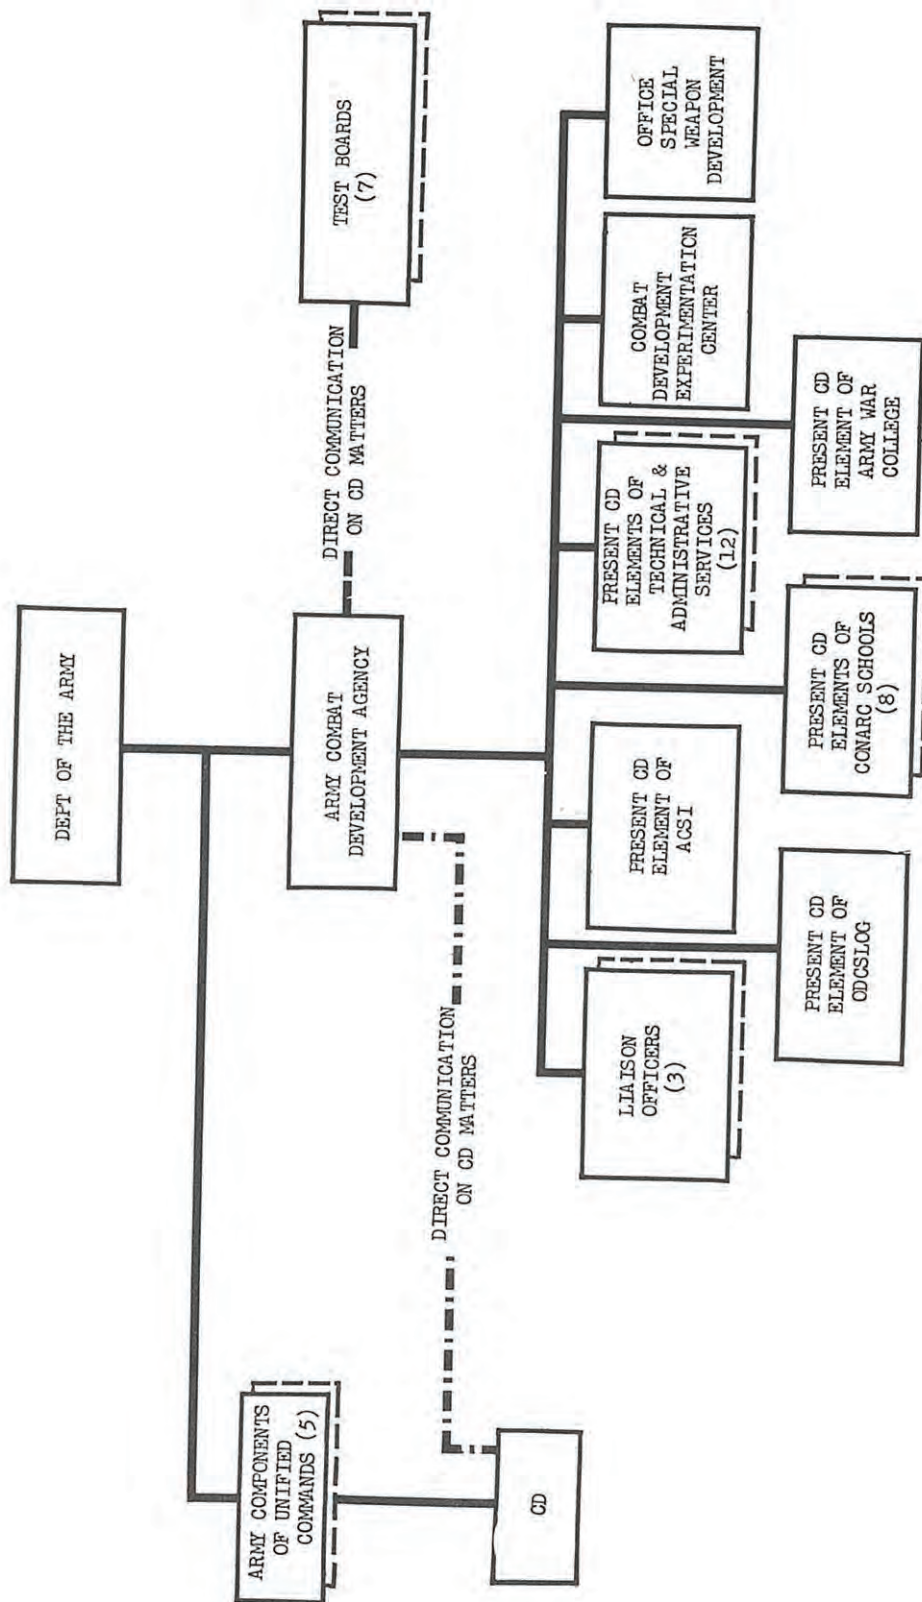 DEPT OF THE ARMY
ARMY COMPONENTS
OF UNIFIED
COMMANDS (5)
ARMY COMBAT
DEVELOPMENT AGENCY
DIRECT COMMUNICATION
ON CD MATTERS
TEST BOARDS
(7)
DIRECT COMMUNICATION
ON CD MATTERS
CD
LIAISON
OFFICERS
(3)
PRESENT CD
ELEMENT OF
ACSI
PRESENT CD
ELEMENTS OF
TECHNICAL &
ADMINISTRATIVE
SERVICES
(12)
COMBAT
DEVELOPMENT
EXPERIMENTATION
CENTER
OFFICE
SPECIAL
WEAPON
DEVELOPMENT
PRESENT CD
ELEMENT OF
ODCSLOG
PRESENT CD
ELEMENTS OF
CONARC SCHOOLS
(8)
PRESENT CD
ELEMENT OF
ARMY WAR
COLLEGE